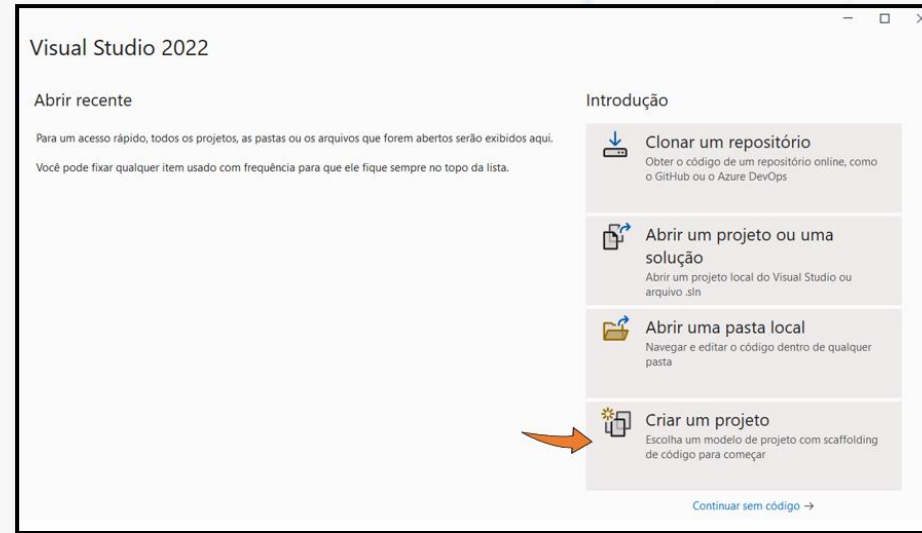 Visual Studio 2022
Abrir recente
Para um acesso rápido, todos os projetos, as pastas ou os arquivos que forem abertos serão exibidos aqui.
Você pode fixar qualquer item usado com frequência para que ele fique sempre no topo da lista.
Introdução
Clonar um repositório
Obter o código de um repositório online, como
o GitHub ou o Azure DevOps
Abrir um projeto ou uma
solução
Abrir um projeto local do Visual Studio ou
arquivo .sln
Abrir uma pasta local
Navegar e editar o código dentro de qualquer
pasta
Criar um projeto
Escolha um modelo de projeto com scaffolding
de código para começar
Continuar sem código →